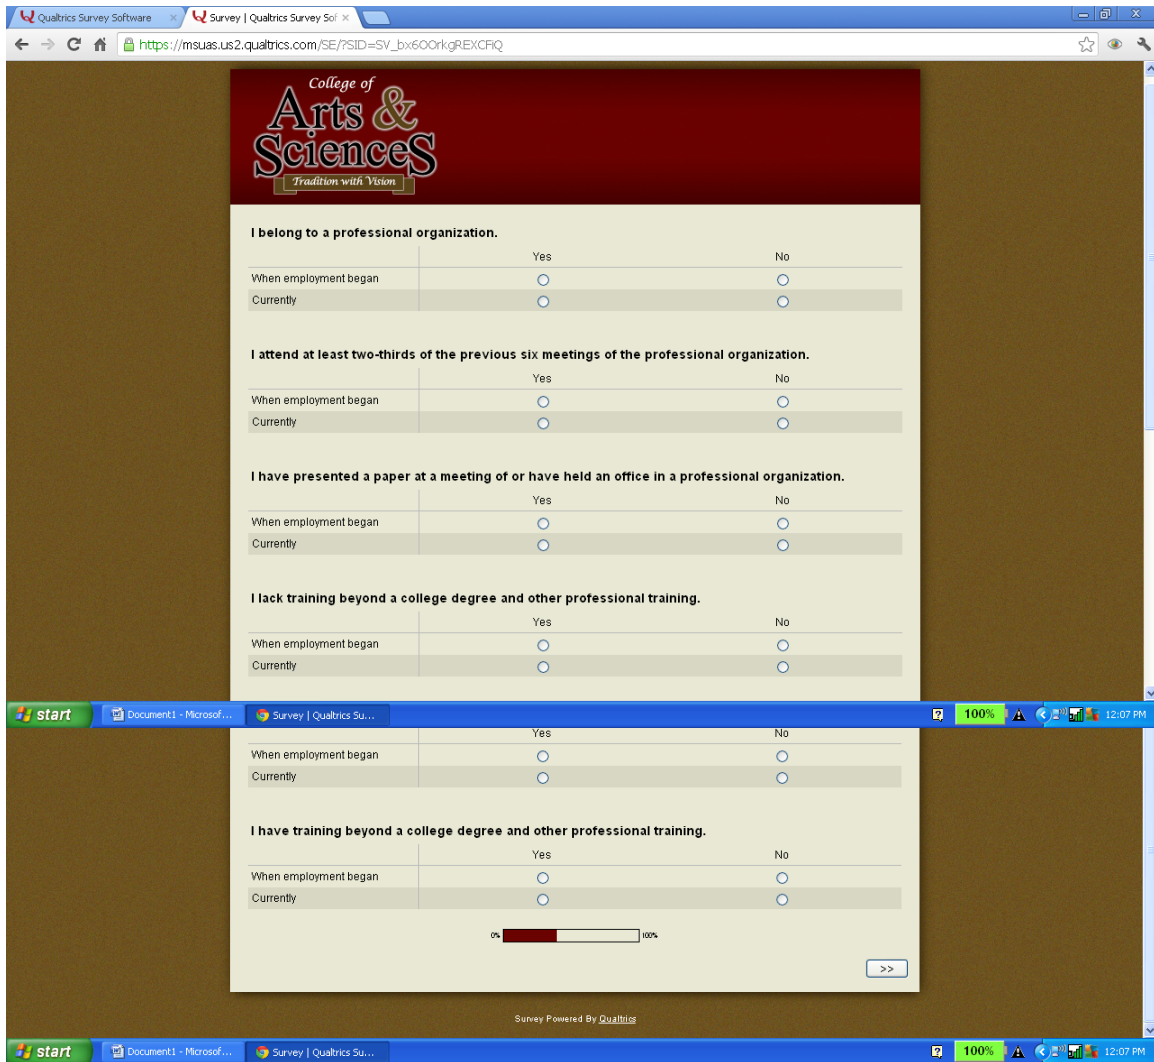 Qualtrics Survey Software
Survey | Qualtrics Survey Sof
https://msuas.us2.qualtrics.com/SE/?SID=SV_bx6OOrkgREXCFiQ
College of
Arts &
Sciences
Tradition with Vision
I belong to a professional organization.
Yes No
When employment began
Currently
I attend at least two-thirds of the previous six meetings of the professional organization.
Yes No
When employment began
Currently
I have presented a paper at a meeting of or have held an office in a professional organization.
Yes No
When employment began
Currently
I lack training beyond a college degree and other professional training.
Yes No
When employment began
Currently
start Document1 - Microsof... Survey | Qualtrics Su... 100% 12:07 PM
Yes No
When employment began
Currently
I have training beyond a college degree and other professional training.
Yes No
When employment began
Currently
0% 100%
>>
Survey Powered By Qualtrics
start Document1 - Microsof... Survey | Qualtrics Su... 100% 12:07 PM